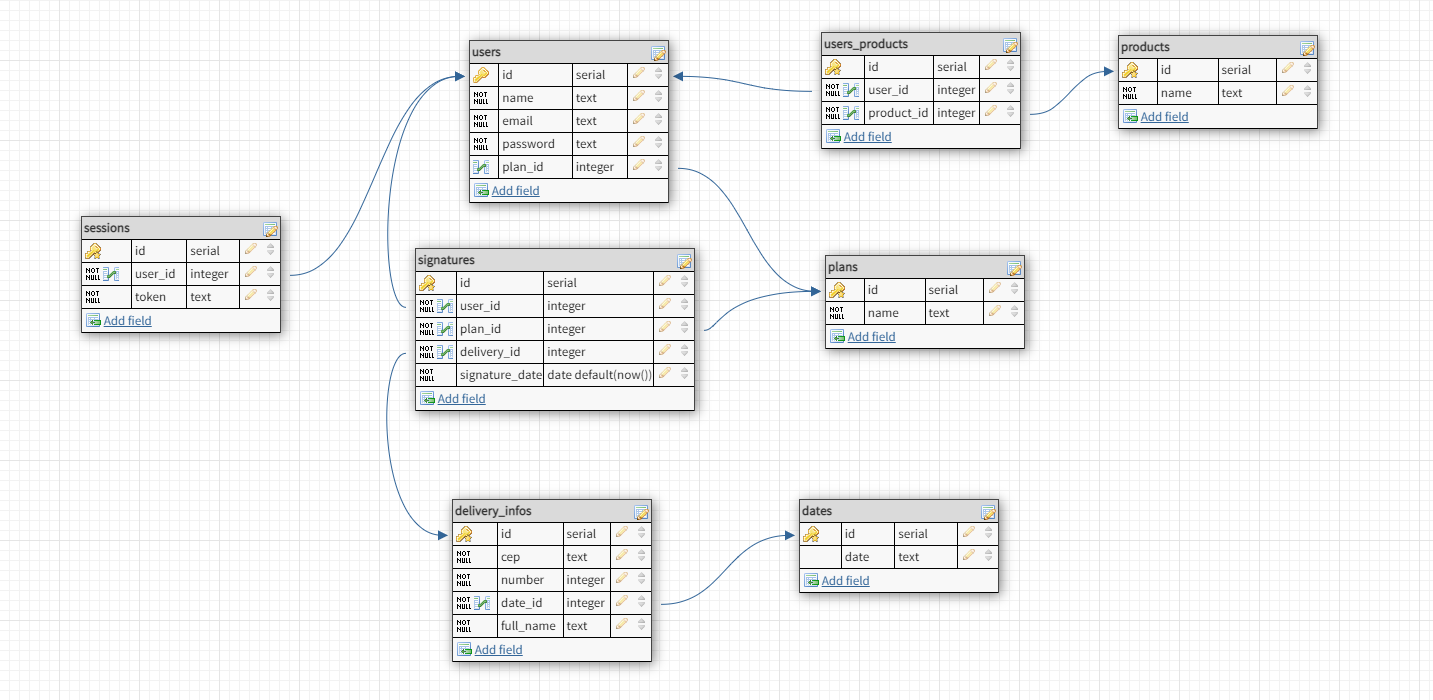 users
id serial
NOT NULL name text
NOT NULL email text
NOT NULL password text
plan_id integer
Add field
users_products
id serial
NOT NULL user_id integer
NOT NULL product_id integer
Add field
products
id serial
NOT NULL name text
Add field
sessions
id serial
NOT NULL user_id integer
NOT NULL token text
Add field
signatures
id serial
NOT NULL user_id integer
NOT NULL plan_id integer
NOT NULL delivery_id integer
NOT NULL signature_date date default(now())
Add field
plans
id serial
NOT NULL name text
Add field
delivery_infos
id serial
NOT NULL cep text
NOT NULL number integer
NOT NULL date_id integer
NOT NULL full_name text
Add field
dates
id serial
date text
Add field